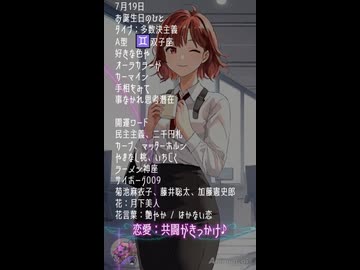 7月19日
お誕生日のひと
タイプ：多数決主義
A型 ♊ 双子座
好きな色や
オーラカラーが
カーマイン
手相をみて
事なかれ思考潜在
開運ワード
民主主義、二千円札
カープ、マッターホルン
やまなし桃、いちじく
ラーメン神座
サイボーグ009
菊池麻衣子、藤井聡太、加藤憲史郎
花：月下美人
花言葉：艶やか / はかない恋
恋愛：共闘がきっかけ♪